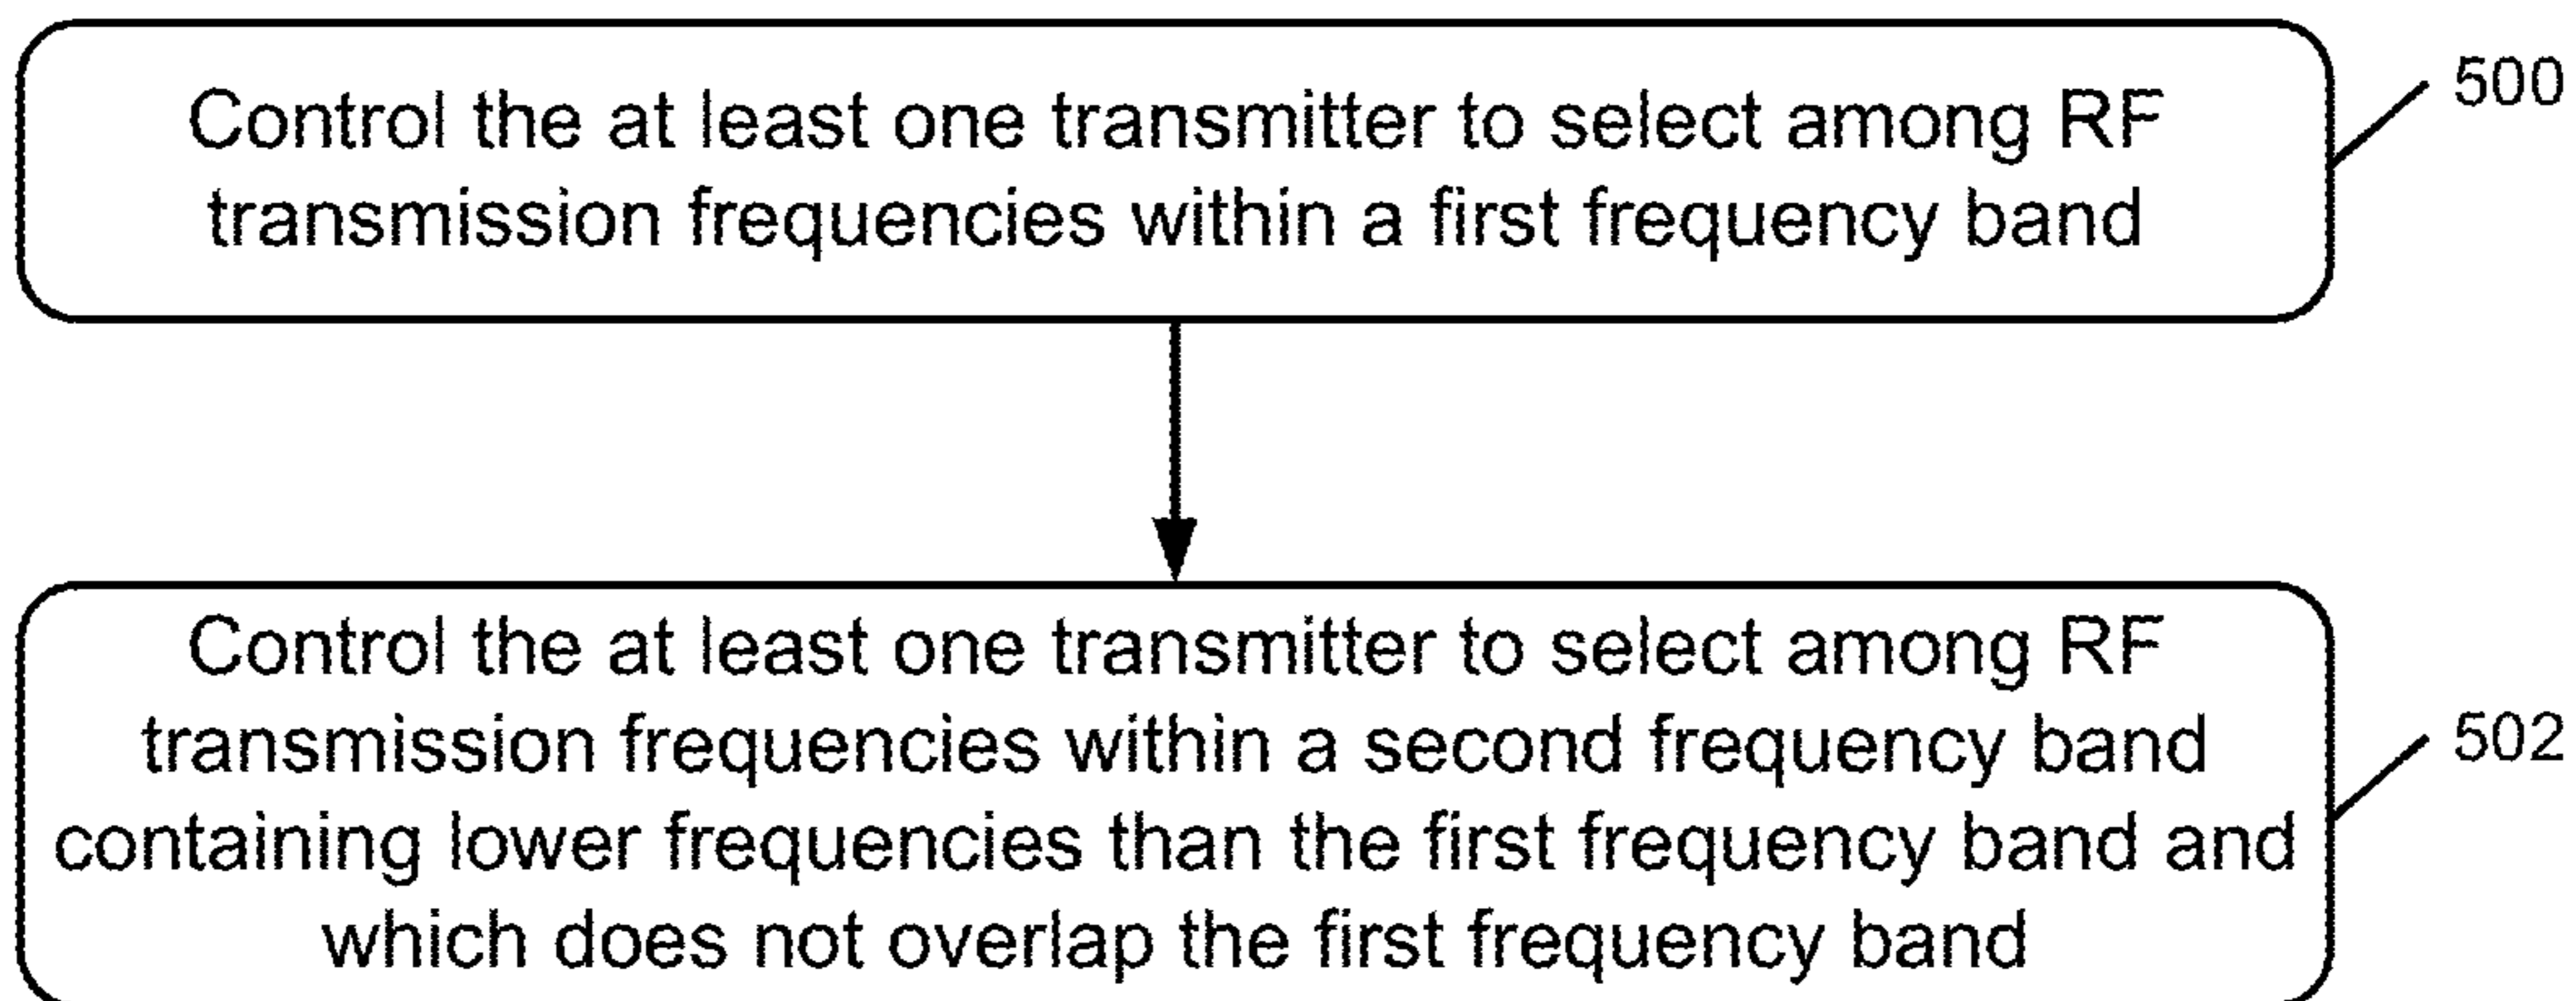 Control the at least one transmitter to select among RF
transmission frequencies within a first frequency band
500
Control the at least one transmitter to select among RF
transmission frequencies within a second frequency band
containing lower frequencies than the first frequency band and
which does not overlap the first frequency band
502